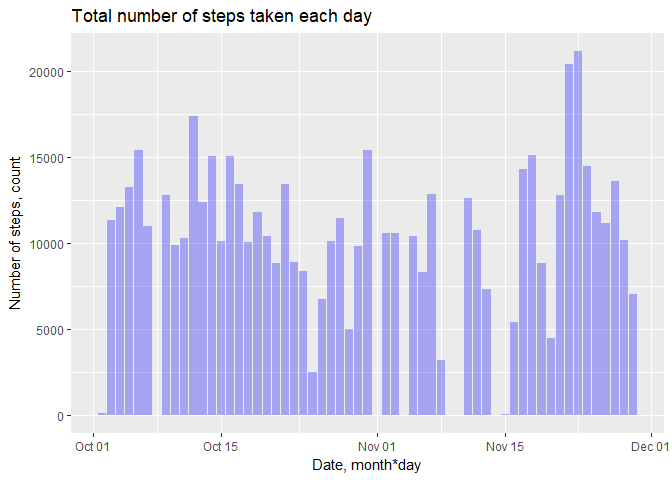 Total number of steps taken each day
Number of steps, count
20000
15000
10000
5000
0
Oct 01
Oct 15
Nov 01
Nov 15
Dec 01
Date, month*day